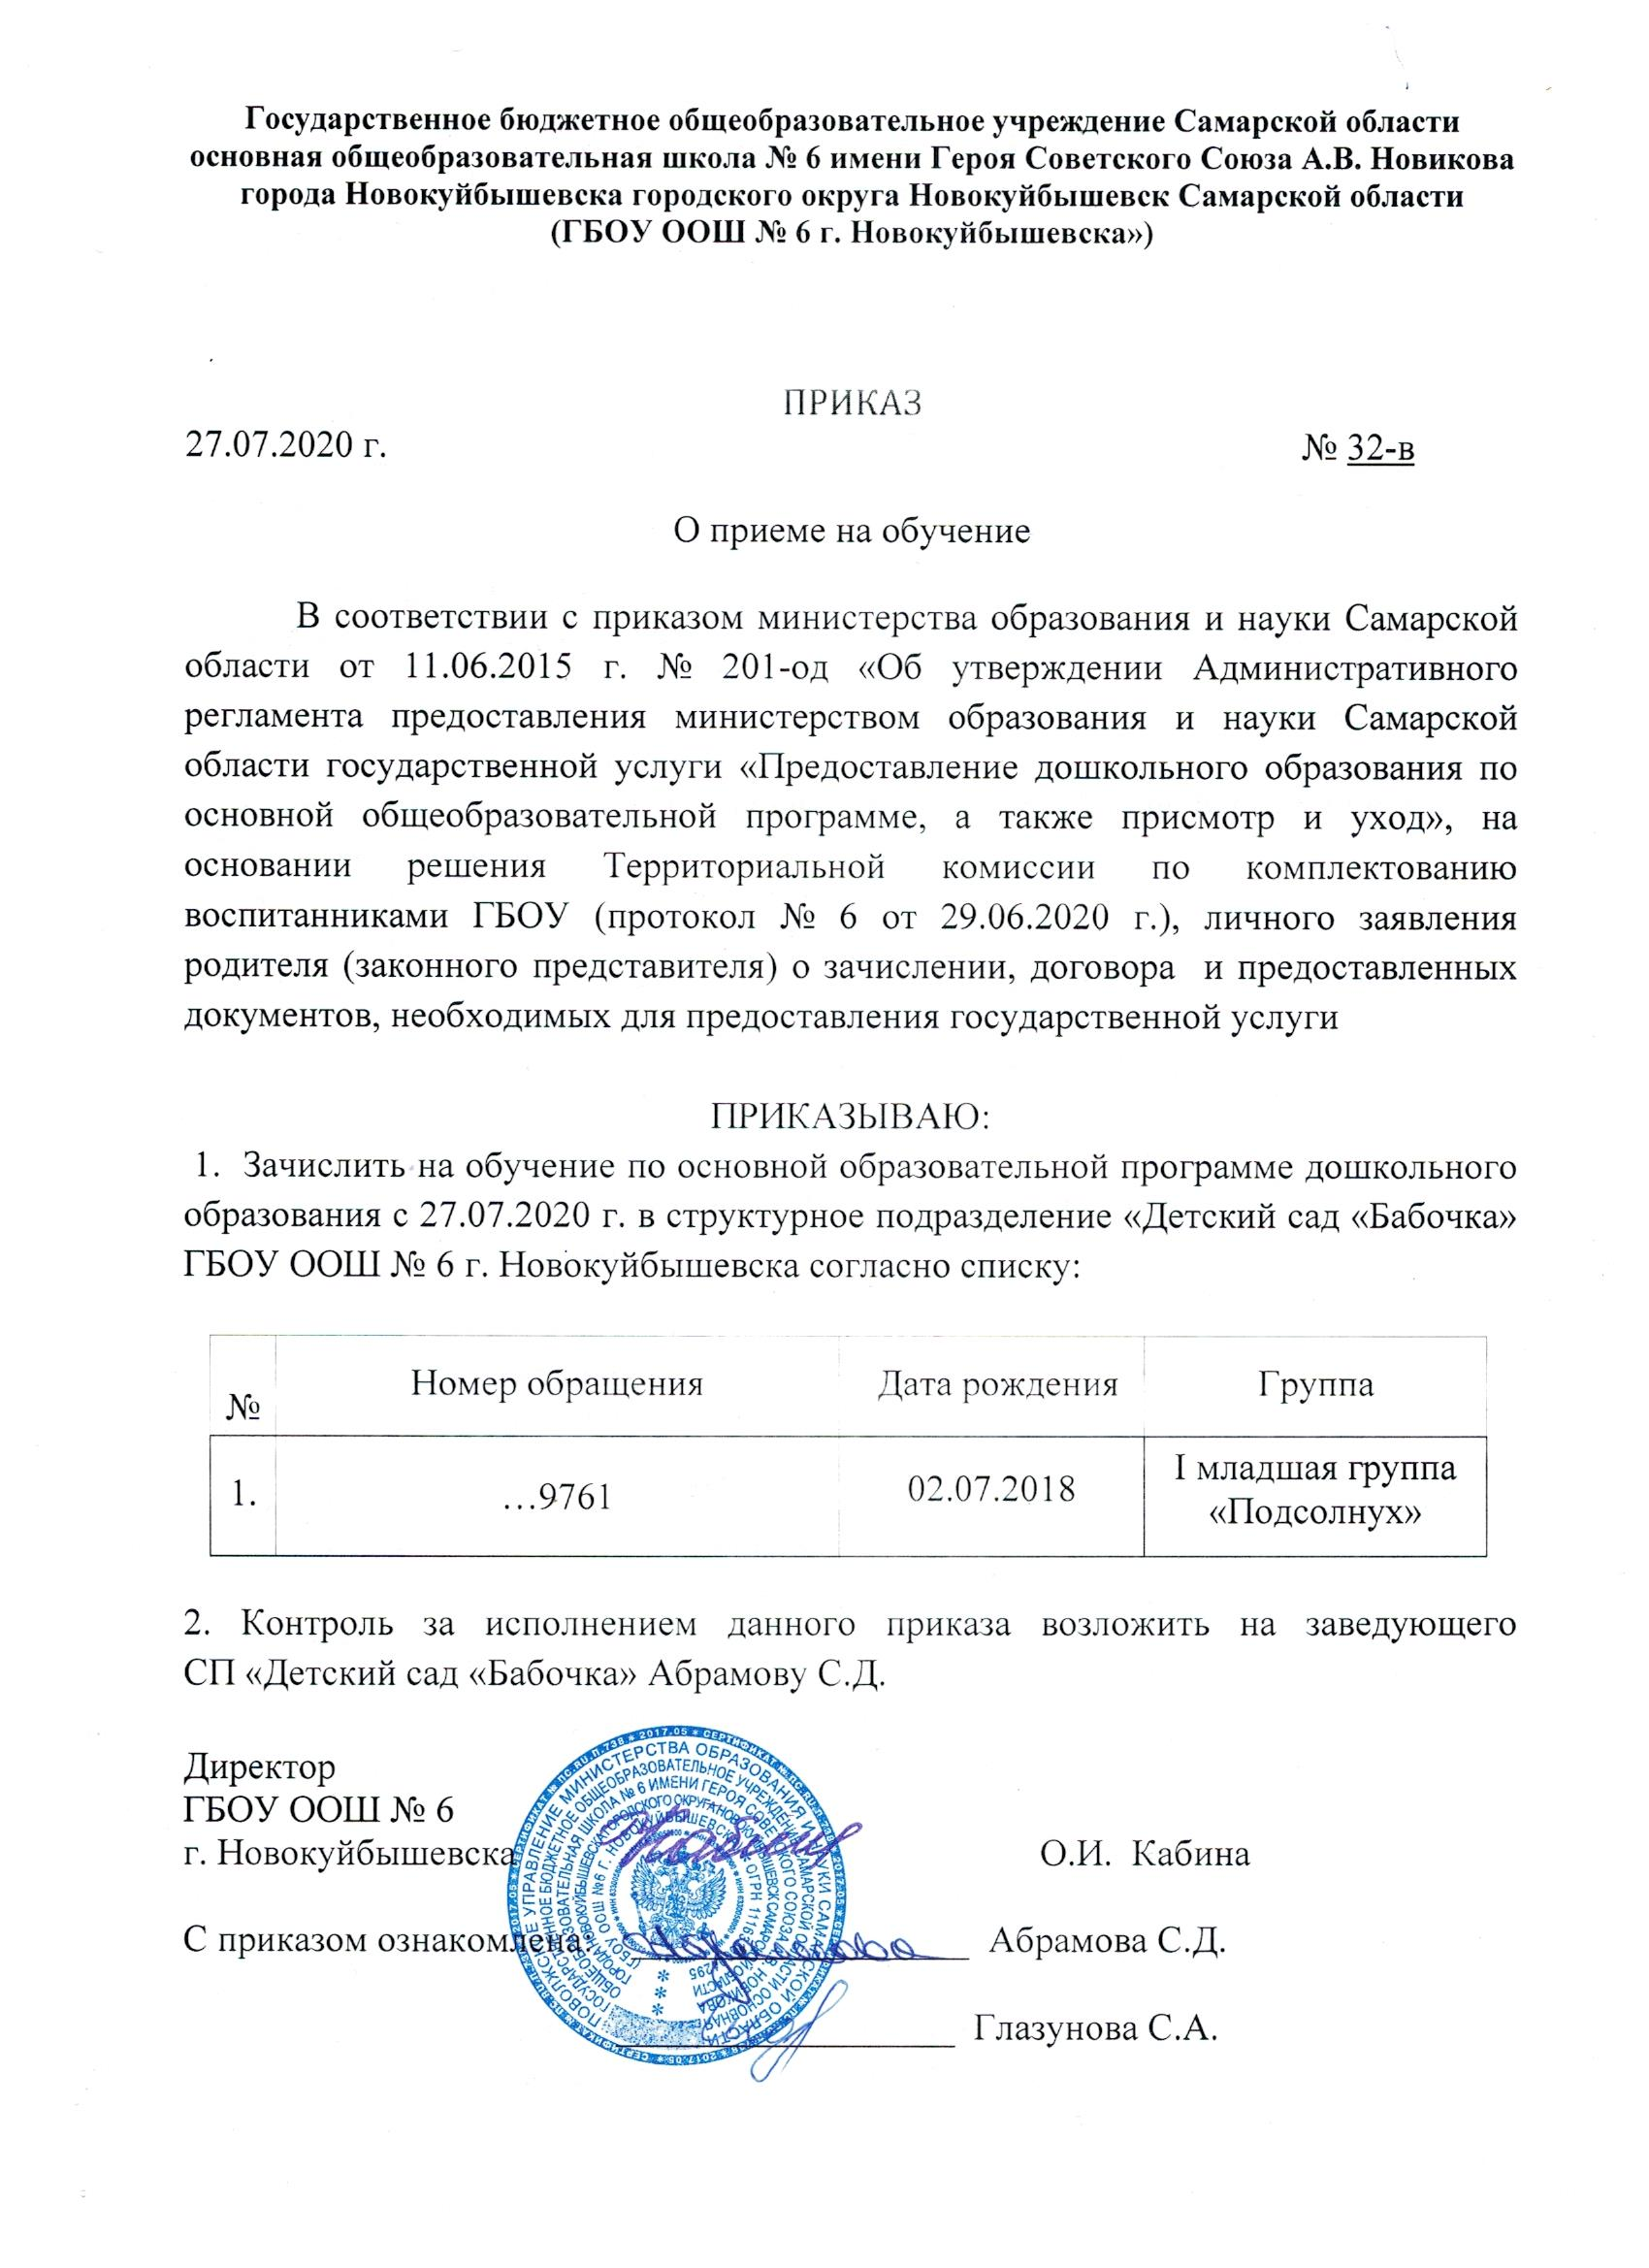 Государственное бюджетное общеобразовательное учреждение Самарской области
основная общеобразовательная школа № 6 имени Героя Советского Союза А.В. Новикова
города Новокуйбышевска городского округа Новокуйбышевск Самарской области
(ГБОУ ООШ № 6 г. Новокуйбышевска»)
ПРИКАЗ
27.07.2020 г. № 32-в
О приеме на обучение
В соответствии с приказом министерства образования и науки Самарской
области от 11.06.2015 г. № 201-од «Об утверждении Административного
регламента предоставления министерством образования и науки Самарской
области государственной услуги «Предоставление дошкольного образования по
основной общеобразовательной программе, а также присмотр и уход», на
основании решения Территориальной комиссии по комплектованию
воспитанниками ГБОУ (протокол № 6 от 29.06.2020 г.), личного заявления
родителя (законного представителя) о зачислении, договора и предоставленных
документов, необходимых для предоставления государственной услуги
ПРИКАЗЫВАЮ:
1. Зачислить на обучение по основной образовательной программе дошкольного
образования с 27.07.2020 г. в структурное подразделение «Детский сад «Бабочка»
ГБОУ ООШ № 6 г. Новокуйбышевска согласно списку:
№ Номер обращения Дата рождения Группа
1. …9761 02.07.2018 I младшая группа
«Подсолнух»
2. Контроль за исполнением данного приказа возложить на заведующего
СП «Детский сад «Бабочка» Абрамову С.Д.
Директор
ГБОУ ООШ № 6
г. Новокуйбышевска О.И. Кабина
С приказом ознакомлена: Абрамова С.Д.
Глазунова С.А.